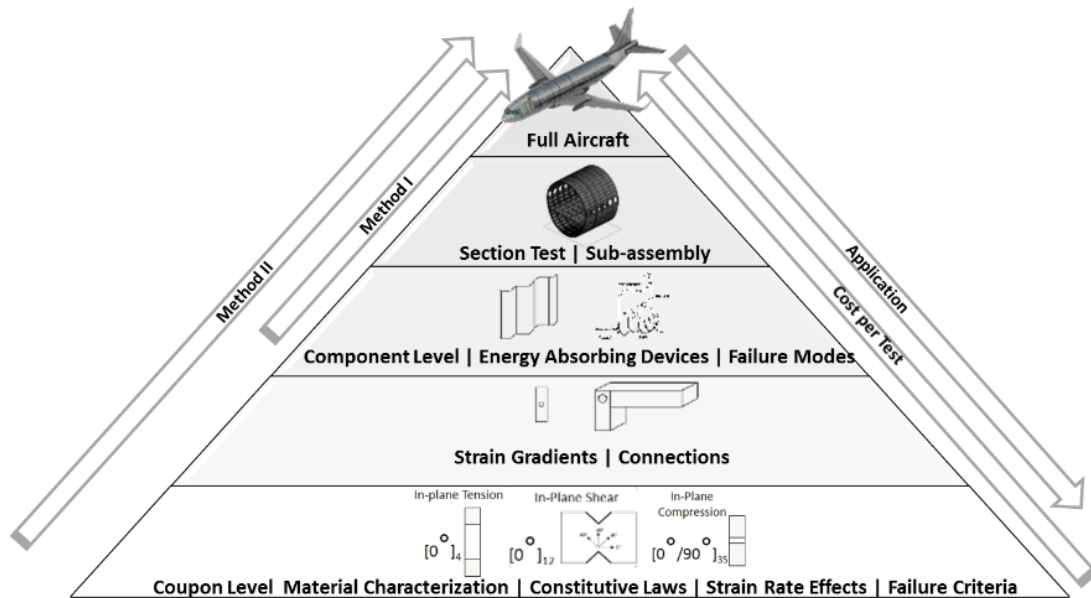 Full Aircraft
Section Test | Sub-assembly
Component Level | Energy Absorbing Devices | Failure Modes
Strain Gradients | Connections
In-plane Tension
In-Plane Shear
In-Plane
Compression
[0°]4
[0°]12
[0°/90°]35
Coupon Level Material Characterization | Constitutive Laws | Strain Rate Effects | Failure Criteria
Method I
Method II
Application
Cost per Test